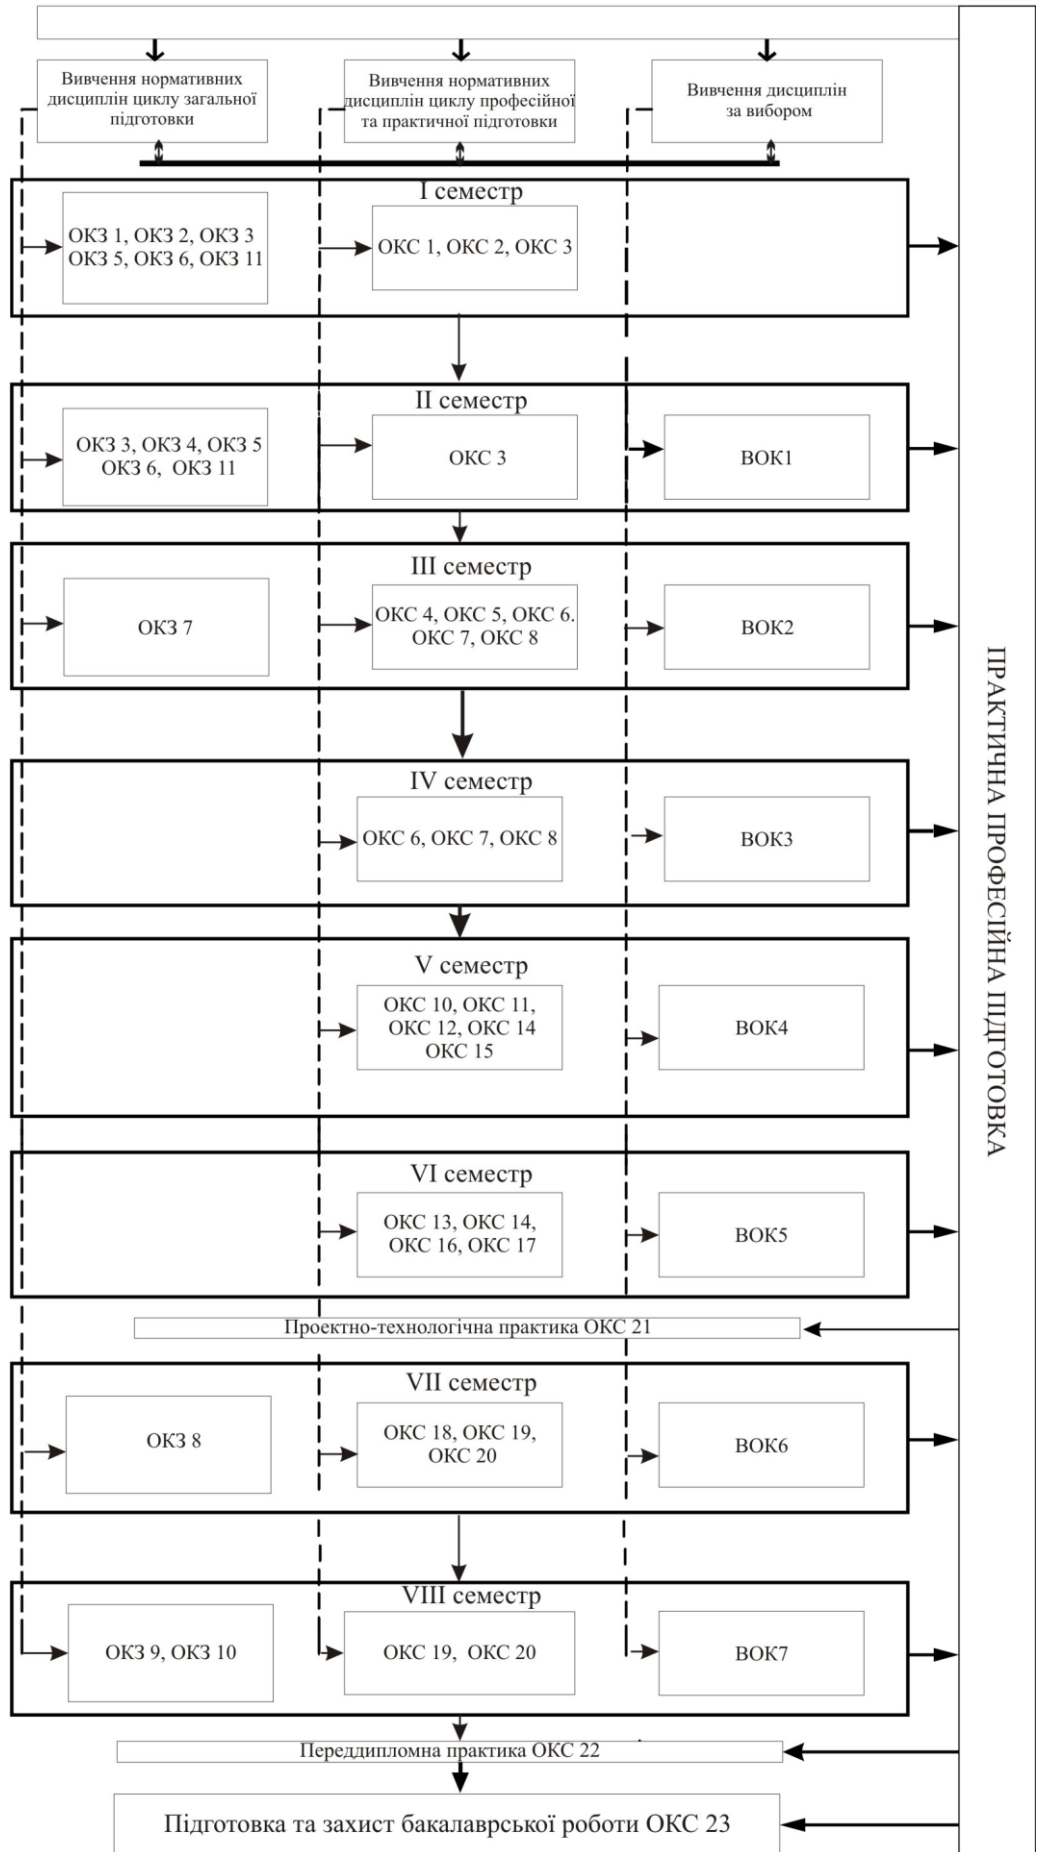 Вивчення нормативних
дисциплін циклу загальної
підготовки
Вивчення нормативних
дисциплін циклу професійної
та практичної підготовки
Вивчення дисциплін
за вибором
I семестр
ОКЗ 1, ОКЗ 2, ОКЗ 3
ОКЗ 5, ОКЗ 6, ОКЗ 11
ОКС 1, ОКС 2, ОКС 3
II семестр
ОКЗ 3, ОКЗ 4, ОКЗ 5
ОКЗ 6, ОКЗ 11
ОКС 3
ВОК1
III семестр
ОКЗ 7
ОКС 4, ОКС 5, ОКС 6.
ОКС 7, ОКС 8
ВОК2
IV семестр
ОКС 6, ОКС 7, ОКС 8
ВОК3
V семестр
ОКС 10, ОКС 11,
ОКС 12, ОКС 14
ОКС 15
ВОК4
VI семестр
ОКС 13, ОКС 14,
ОКС 16, ОКС 17
ВОК5
Проектно-технологічна практика ОКС 21
VII семестр
ОКЗ 8
ОКС 18, ОКС 19,
ОКС 20
ВОК6
VIII семестр
ОКЗ 9, ОКЗ 10
ОКС 19, ОКС 20
ВОК7
Переддипломна практика ОКС 22
Підготовка та захист бакалаврської роботи ОКС 23
ПРАКТИЧНА ПРОФЕСІЙНА ПІДГОТОВКА